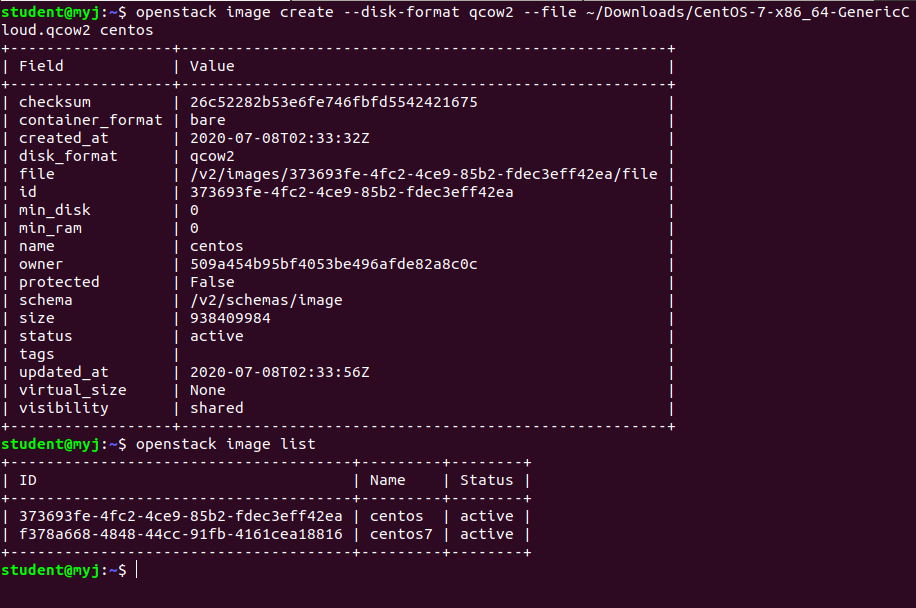 student@myj:~$ openstack image create --disk-format qcow2 --file ~/Downloads/CentOS-7-x86_64-GenericC
loud.qcow2 centos
+------------------+------------------------------------------------------+
| Field            | Value                                                |
+------------------+------------------------------------------------------+
| checksum         | 26c52282b53e6fe746fbfd5542421675                     |
| container_format | bare                                                 |
| created_at       | 2020-07-08T02:33:32Z                                 |
| disk_format      | qcow2                                                |
| file             | /v2/images/373693fe-4fc2-4ce9-85b2-fdec3eff42ea/file |
| id               | 373693fe-4fc2-4ce9-85b2-fdec3eff42ea                 |
| min_disk         | 0                                                    |
| min_ram          | 0                                                    |
| name             | centos                                               |
| owner            | 509a454b95bf4053be496afde82a8c0c                     |
| protected        | False                                                |
| schema           | /v2/schemas/image                                    |
| size             | 938409984                                            |
| status           | active                                               |
| tags             |                                                      |
| updated_at       | 2020-07-08T02:33:56Z                                 |
| virtual_size     | None                                                 |
| visibility       | shared                                               |
+------------------+------------------------------------------------------+
student@myj:~$ openstack image list
+--------------------------------------+---------+--------+
| ID                                   | Name    | Status |
+--------------------------------------+---------+--------+
| 373693fe-4fc2-4ce9-85b2-fdec3eff42ea | centos  | active |
| f378a668-4848-44cc-91fb-4161cea18816 | centos7 | active |
+--------------------------------------+---------+--------+
student@myj:~$